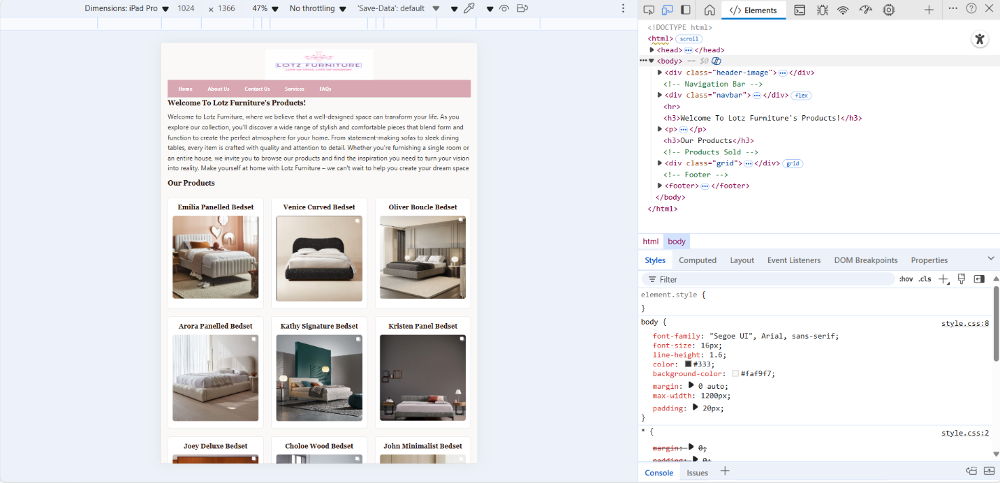 Dimensions: iPad Pro ▼ 1024 x 1366 47% ▼ No throttling ▼ 'Save-Data': default ▼
LOTZ FURNITURE
Home About Us Contact Us Services FAQs
Welcome To Lotz Furniture's Products!
Welcome to Lotz Furniture, where we believe that a well-designed space can transform your life. As you
explore our collection, you'll discover a wide range of stylish and comfortable pieces that blend form and
function to create the perfect atmosphere for your home. From statement-making sofas to sleek dining
tables, every item is crafted with quality and attention to detail. Whether you're furnishing a single room or
an entire house, we invite you to browse our products and find the inspiration you need to turn your vision
into reality. Make yourself at home with Lotz Furniture – we can't wait to help you create your dream space
Our Products
Emilia Panelled Bedset Venice Curved Bedset Oliver Boucle Bedset
Arora Panelled Bedset Kathy Signature Bedset Kristen Panel Bedset
Joey Deluxe Bedset Choloe Wood Bedset John Minimalist Bedset
</> Elements
<!DOCTYPE html>
<html> scroll
<head> ••• </head>
••• <body> == $0
<div class="header-image"> ••• </div>
<!-- Navigation Bar -->
<div class="navbar"> ••• </div> flex
<hr>
<h3>Welcome To Lotz Furniture's Products!</h3>
<p> ••• </p>
<h3>Our Products</h3>
<!-- Products Sold -->
<div class="grid"> ••• </div> grid
<!-- Footer -->
<footer> ••• </footer>
</body>
</html>
html body
Styles Computed Layout Event Listeners DOM Breakpoints Properties
Filter :hov .cls
element.style {
}
body { style.css:8
font-family: "Segoe UI", Arial, sans-serif;
font-size: 16px;
line-height: 1.6;
color: #333;
background-color: #faf9f7;
margin: 0 auto;
max-width: 1200px;
padding: 20px;
}
* { style.css:2
margin: 0;
padding: 0;
Console Issues